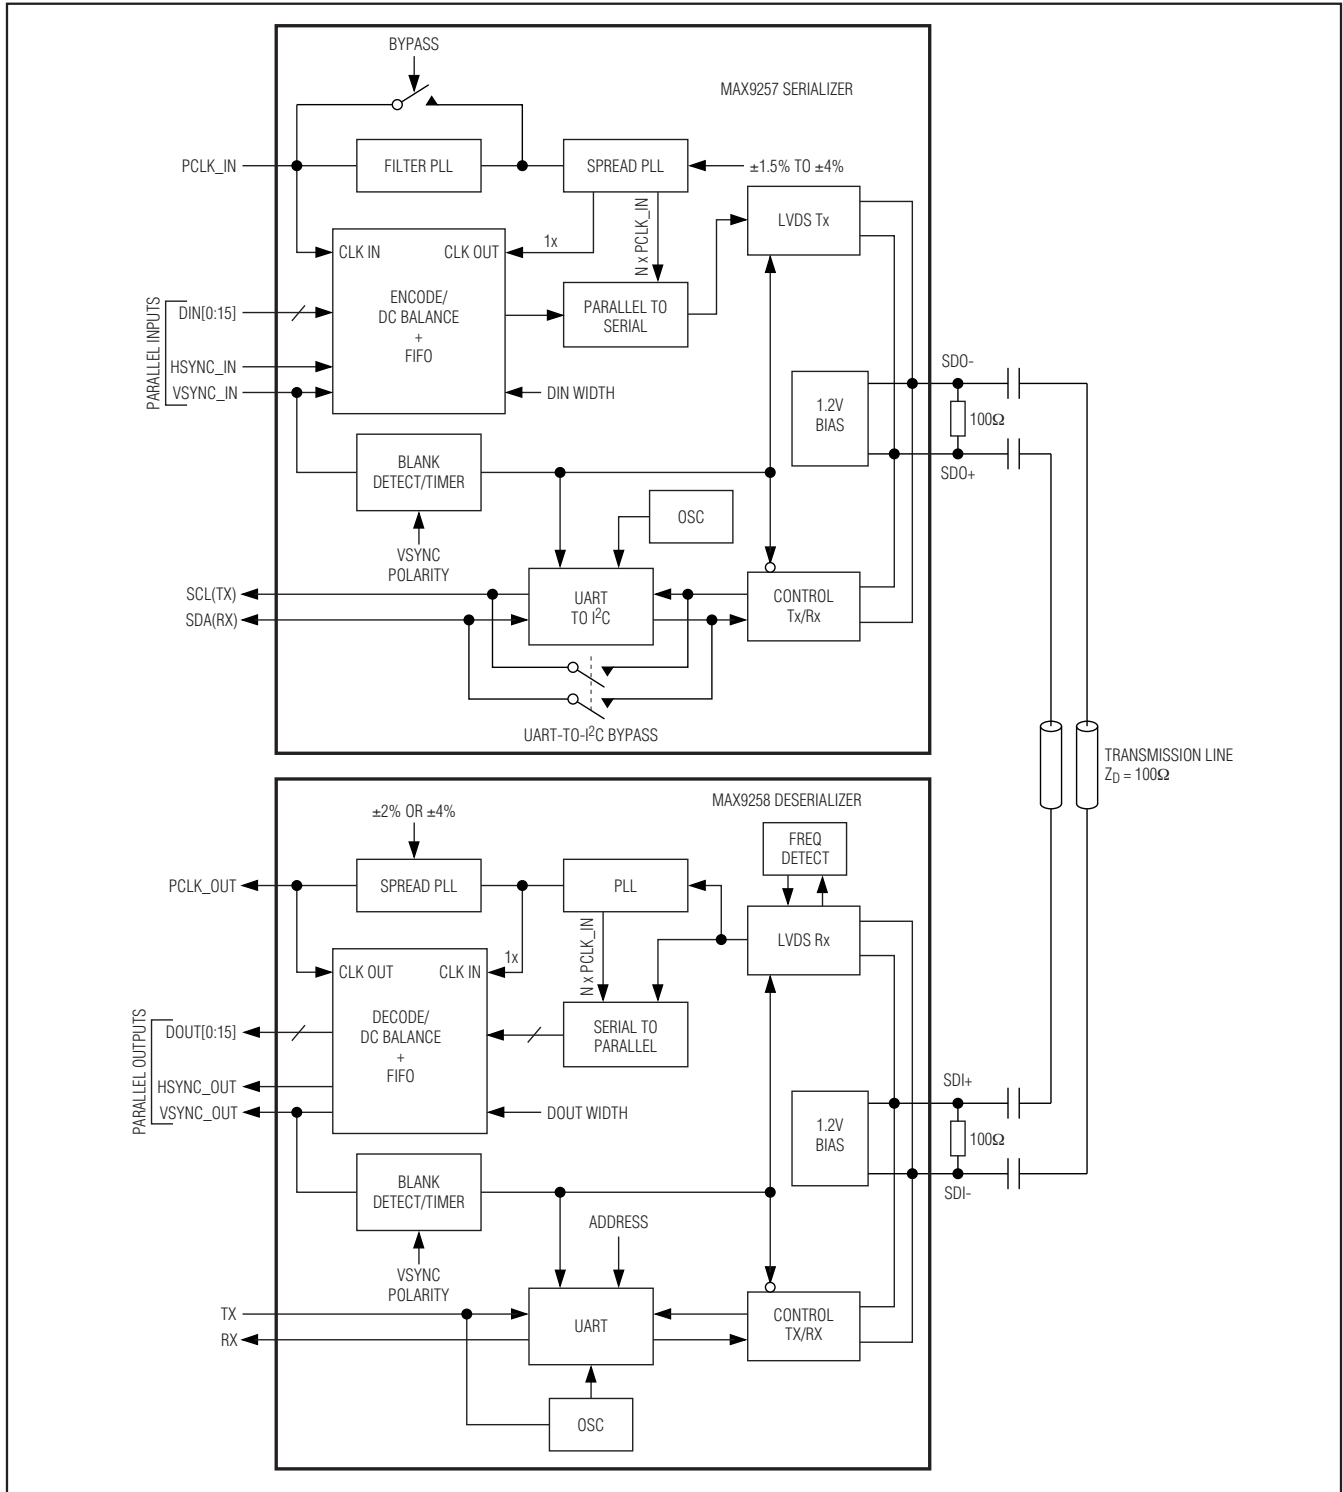 BYPASS
MAX9257 SERIALIZER
PCLK_IN
FILTER PLL
SPREAD PLL
±1.5% TO ±4%
LVDS Tx
N x PCLK_IN
1x
CLK IN
CLK OUT
PARALLEL INPUTS
DIN[0:15]
ENCODE/
DC BALANCE
+
FIFO
PARALLEL TO
SERIAL
HSYNC_IN
VSYNC_IN
DIN WIDTH
1.2V
BIAS
SDO-
100Ω
SDO+
BLANK
DETECT/TIMER
OSC
VSYNC
POLARITY
SCL(TX)
SDA(RX)
UART
TO I²C
CONTROL
Tx/Rx
UART-TO-I²C BYPASS
TRANSMISSION LINE
Z_D = 100Ω
MAX9258 DESERIALIZER
±2% OR ±4%
FREQ
DETECT
PCLK_OUT
SPREAD PLL
PLL
LVDS Rx
N x PCLK_IN
1x
CLK OUT
CLK IN
PARALLEL OUTPUTS
DOUT[0:15]
DECODE/
DC BALANCE
+
FIFO
SERIAL TO
PARALLEL
HSYNC_OUT
VSYNC_OUT
DOUT WIDTH
1.2V
BIAS
SDI+
100Ω
SDI-
BLANK
DETECT/TIMER
ADDRESS
VSYNC
POLARITY
TX
RX
UART
CONTROL
TX/RX
OSC